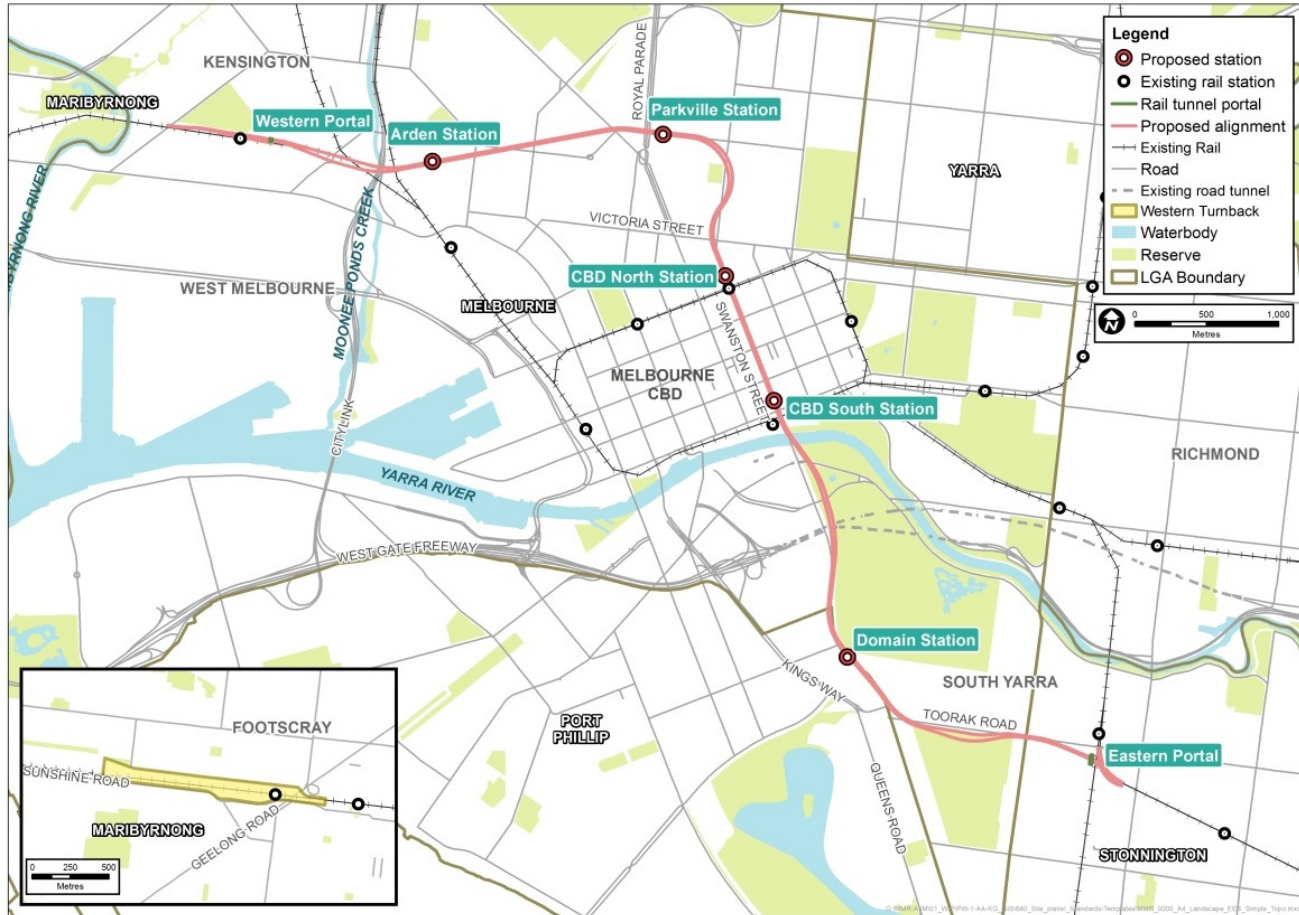 KENSINGTON
MARIBYRNONG
Western Portal
Arden Station
ROYAL PARADE
Parkville Station
YARRA
Legend
Proposed station
Existing rail station
Rail tunnel portal
Proposed alignment
Existing Rail
Road
Existing road tunnel
Western Turnback
Waterbody
Reserve
LGA Boundary
N
0 500 1,000
Metres
MOONEE PONDS CREEK
VICTORIA STREET
CBD North Station
WEST MELBOURNE
MELBOURNE
SWANSTON STREET
MELBOURNE
CBD
CBD South Station
CITYLINK
RICHMOND
YARRA RIVER
WEST GATE FREEWAY
Domain Station
KINGS WAY
SOUTH YARRA
TOORAK ROAD
PORT
PHILLIP
Eastern Portal
QUEENS ROAD
STONNINGTON
FOOTSCRAY
SUNSHINE ROAD
MARIBYRNONG
GEELONG ROAD
0 250 500
Metres